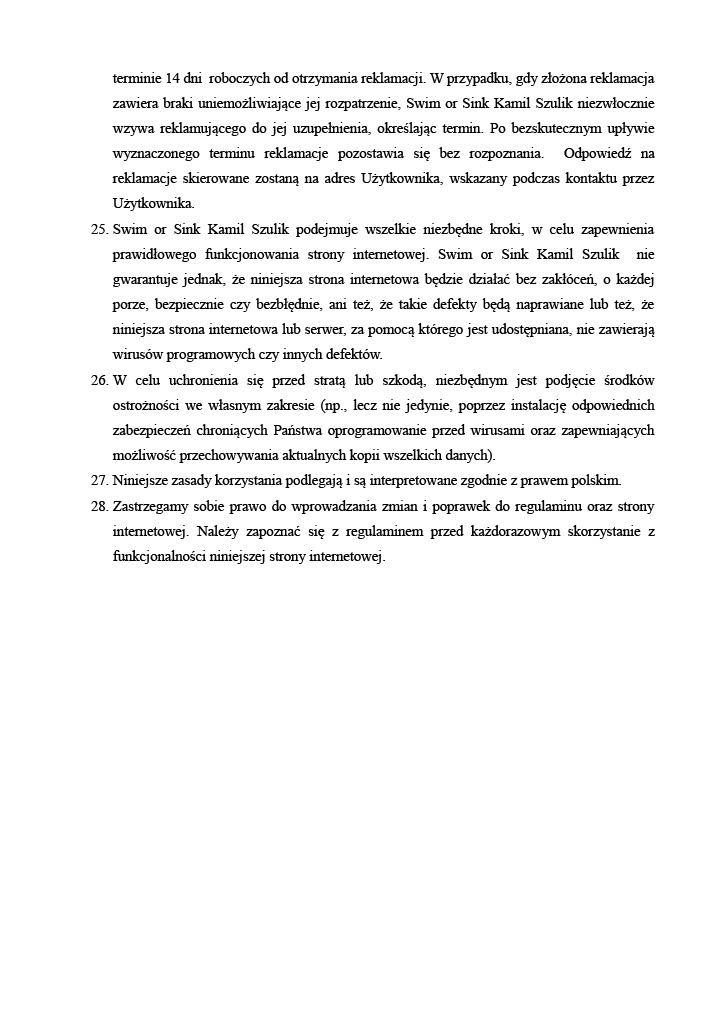 terminie 14 dni  roboczych od otrzymania reklamacji. W przypadku, gdy złożona reklamacja
zawiera braki uniemożliwiające jej rozpatrzenie, Swim or Sink Kamil Szulik niezwłocznie
wzywa reklamującego do jej uzupełnienia, określając termin. Po bezskutecznym upływie
wyznaczonego terminu reklamacje pozostawia się bez rozpoznania.  Odpowiedź na
reklamacje skierowane zostaną na adres Użytkownika, wskazany podczas kontaktu przez
Użytkownika.
25. Swim or Sink Kamil Szulik podejmuje wszelkie niezbędne kroki, w celu zapewnienia
prawidłowego funkcjonowania strony internetowej. Swim or Sink Kamil Szulik  nie
gwarantuje jednak, że niniejsza strona internetowa będzie działać bez zakłóceń, o każdej
porze, bezpiecznie czy bezbłędnie, ani też, że takie defekty będą naprawiane lub też, że
niniejsza strona internetowa lub serwer, za pomocą którego jest udostępniana, nie zawierają
wirusów programowych czy innych defektów.
26. W celu uchronienia się przed stratą lub szkodą, niezbędnym jest podjęcie środków
ostrożności we własnym zakresie (np., lecz nie jedynie, poprzez instalację odpowiednich
zabezpieczeń chroniących Państwa oprogramowanie przed wirusami oraz zapewniających
możliwość przechowywania aktualnych kopii wszelkich danych).
27. Niniejsze zasady korzystania podlegają i są interpretowane zgodnie z prawem polskim.
28. Zastrzegamy sobie prawo do wprowadzania zmian i poprawek do regulaminu oraz strony
internetowej. Należy zapoznać się z regulaminem przed każdorazowym skorzystanie z
funkcjonalności niniejszej strony internetowej.